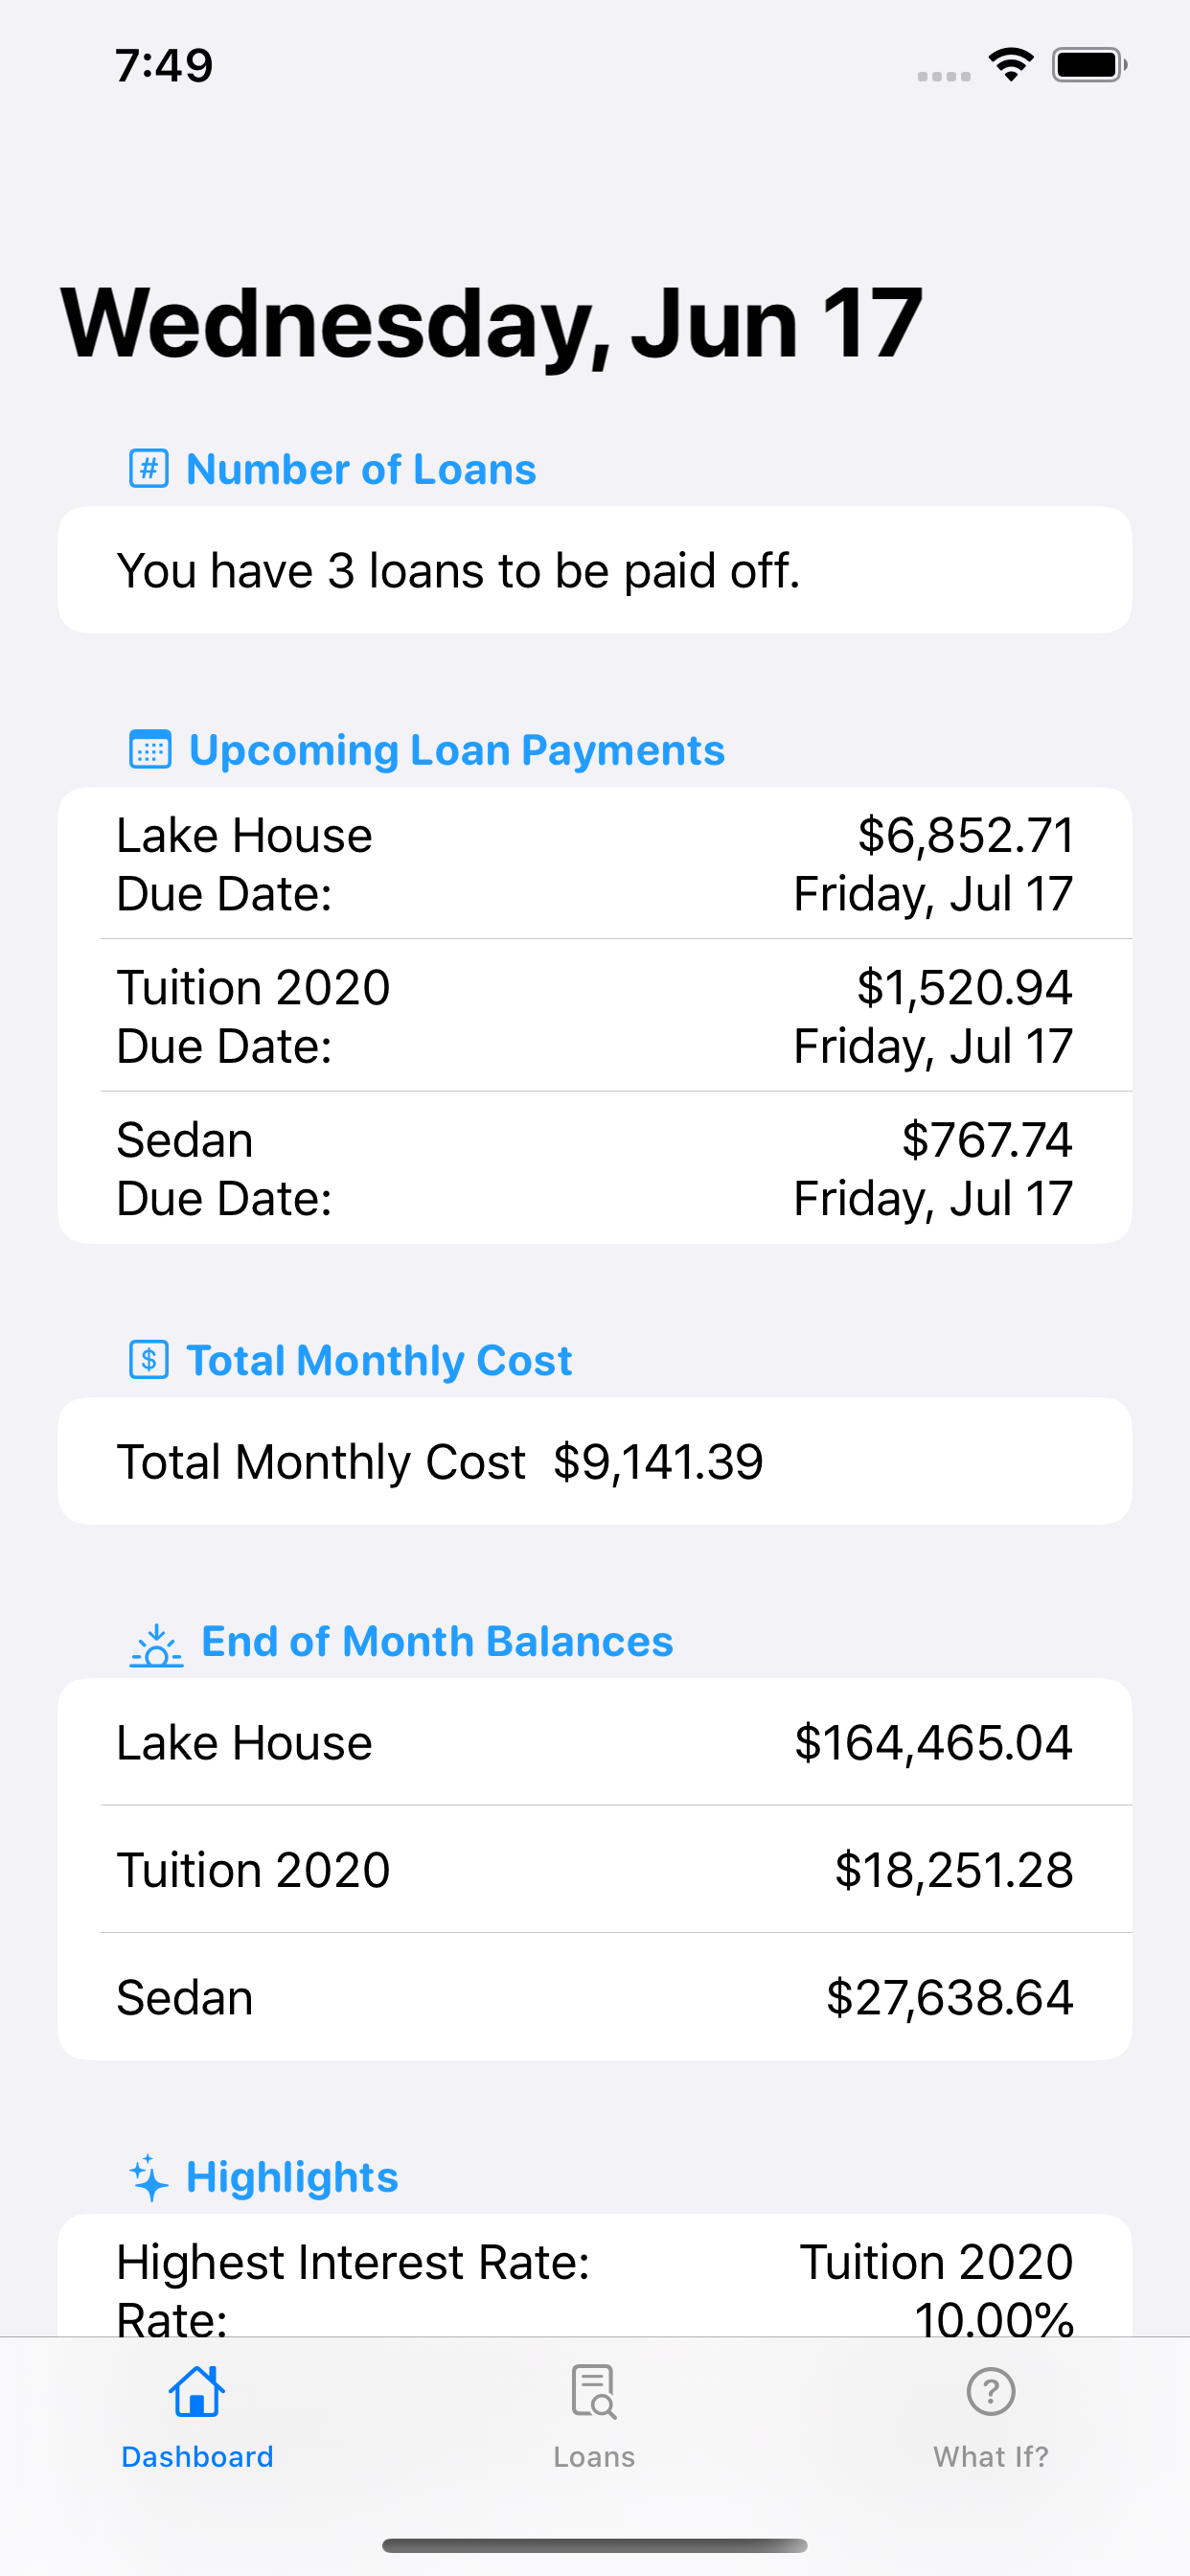 7:49
Wednesday, Jun 17
# Number of Loans
You have 3 loans to be paid off.
Upcoming Loan Payments
Lake House $6,852.71
Due Date: Friday, Jul 17
Tuition 2020 $1,520.94
Due Date: Friday, Jul 17
Sedan $767.74
Due Date: Friday, Jul 17
$ Total Monthly Cost
Total Monthly Cost $9,141.39
End of Month Balances
Lake House $164,465.04
Tuition 2020 $18,251.28
Sedan $27,638.64
Highlights
Highest Interest Rate: Tuition 2020
Rate: 10.00%
?
Dashboard Loans What If?